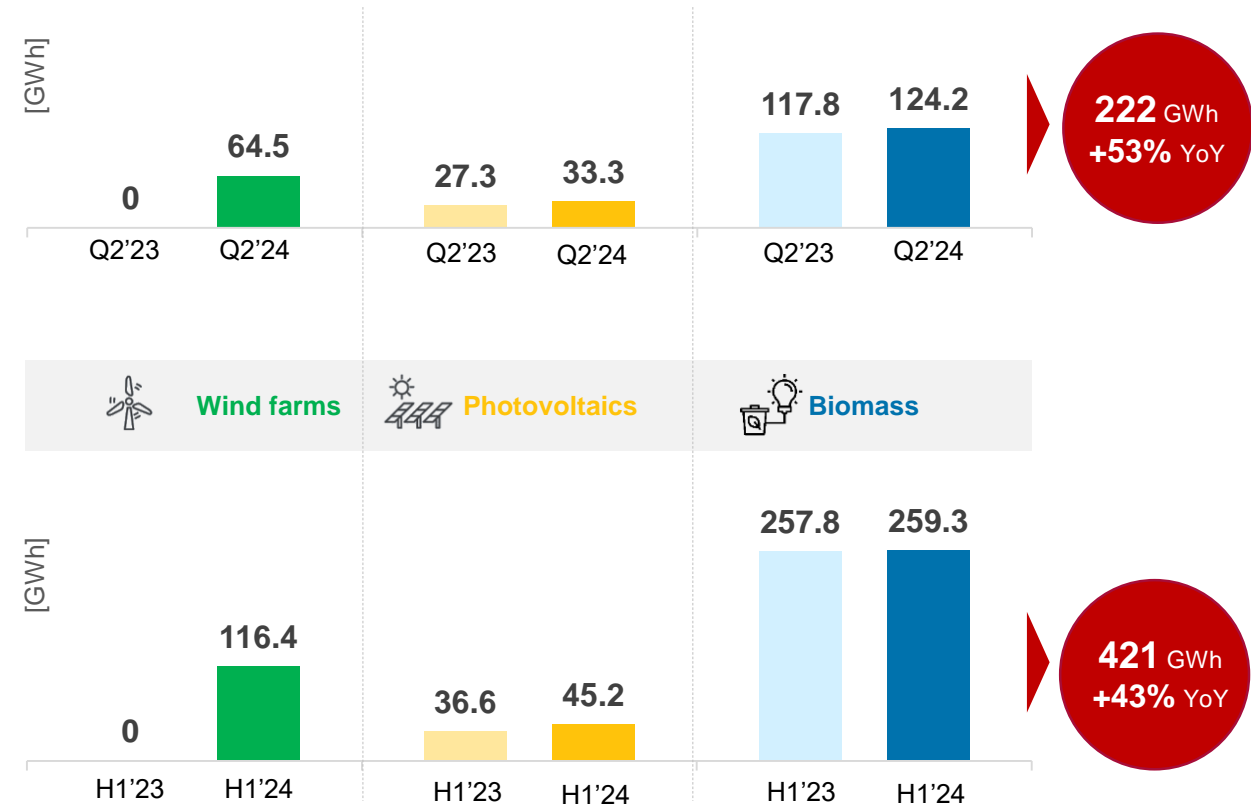 [GWh]
0
64.5
27.3
33.3
117.8
124.2
Q2’23
Q2’24
Q2’23
Q2’24
Q2’23
Q2’24
222 GWh
+53% YoY
Wind farms
Photovoltaics
Biomass
[GWh]
0
116.4
36.6
45.2
257.8
259.3
H1’23
H1’24
H1’23
H1’24
H1’23
H1’24
421 GWh
+43% YoY